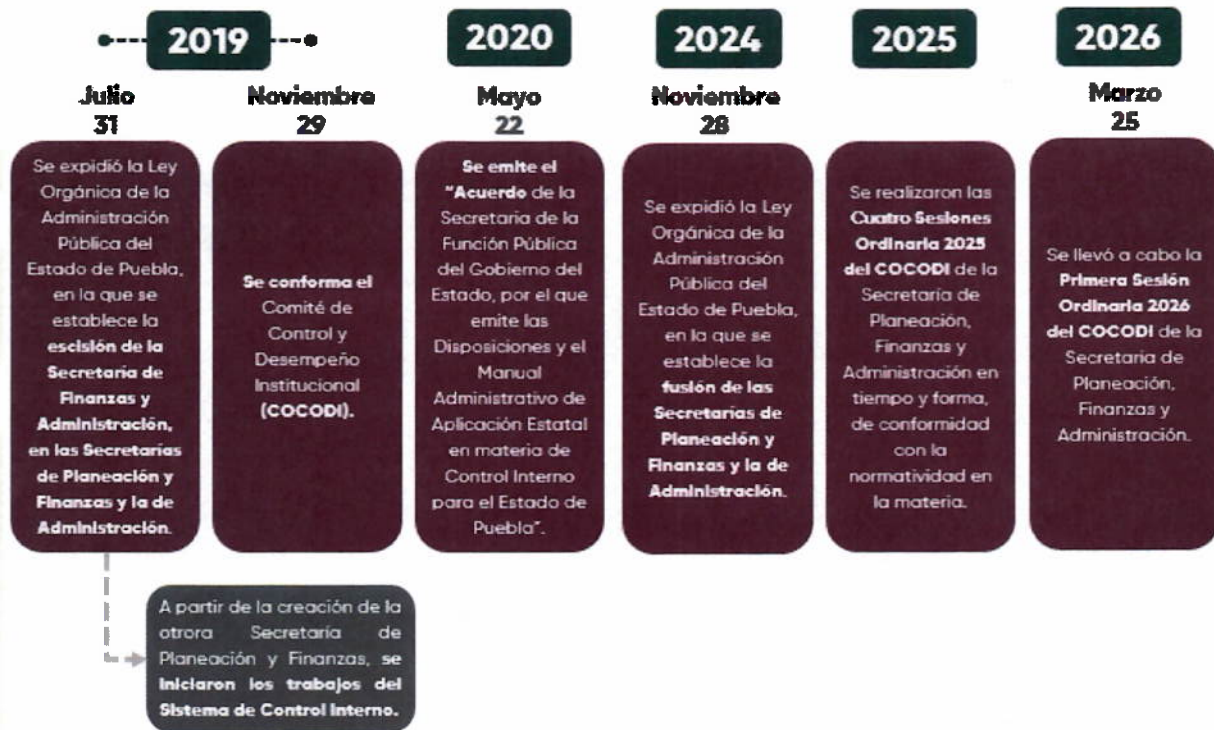 2019
Julio
31
Se expidió la Ley
Orgánica de la
Administración
Pública del
Estado de Puebla,
en la que se
establece la
escisión de la
Secretaría de
Finanzas y
Administración,
en las Secretarías
de Planeación y
Finanzas y la de
Administración.
A partir de la creación de la
otrora Secretaría de
Planeación y Finanzas, se
iniciaron los trabajos del
Sistema de Control Interno.
Noviembre
29
Se conforma el
Comité de
Control y
Desempeño
Institucional
(COCODI).
2020
Mayo
22
Se emite el
"Acuerdo de la
Secretaria de la
Función Pública
del Gobierno del
Estado, por el que
emite las
Disposiciones y el
Manual
Administrativo de
Aplicación Estatal
en materia de
Control Interno
para el Estado de
Puebla".
2024
Noviembre
28
Se expidió la Ley
Orgánica de la
Administración
Pública del
Estado de Puebla,
en la que se
establece la
fusión de las
Secretarías de
Planeación y
Finanzas y la de
Administración.
2025
Se realizaron las
Cuatro Sesiones
Ordinaria 2025
del COCODI de la
Secretaría de
Planeación,
Finanzas y
Administración en
tiempo y forma,
de conformidad
con la
normatividad en
la materia.
2026
Marzo
25
Se llevó a cabo la
Primera Sesión
Ordinaria 2026
del COCODI de la
Secretaría de
Planeación,
Finanzas y
Administración.